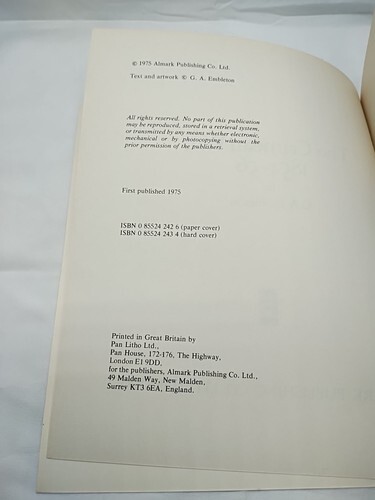 © 1975 Almark Publishing Co. Ltd.
Text and artwork © G. A. Embleton
All rights reserved. No part of this publication
may be reproduced, stored in a retrieval system,
or transmitted by any means whether electronic,
mechanical or by photocopying without the
prior permission of the publishers.
First published 1975
ISBN 0 85524 242 6 (paper cover)
ISBN 0 85524 243 4 (hard cover)
Printed in Great Britain by
Pan Litho Ltd.,
Pan House, 172-176, The Highway,
London E1 9DD,
for the publishers, Almark Publishing Co. Ltd.,
49 Malden Way, New Malden,
Surrey KT3 6EA, England.